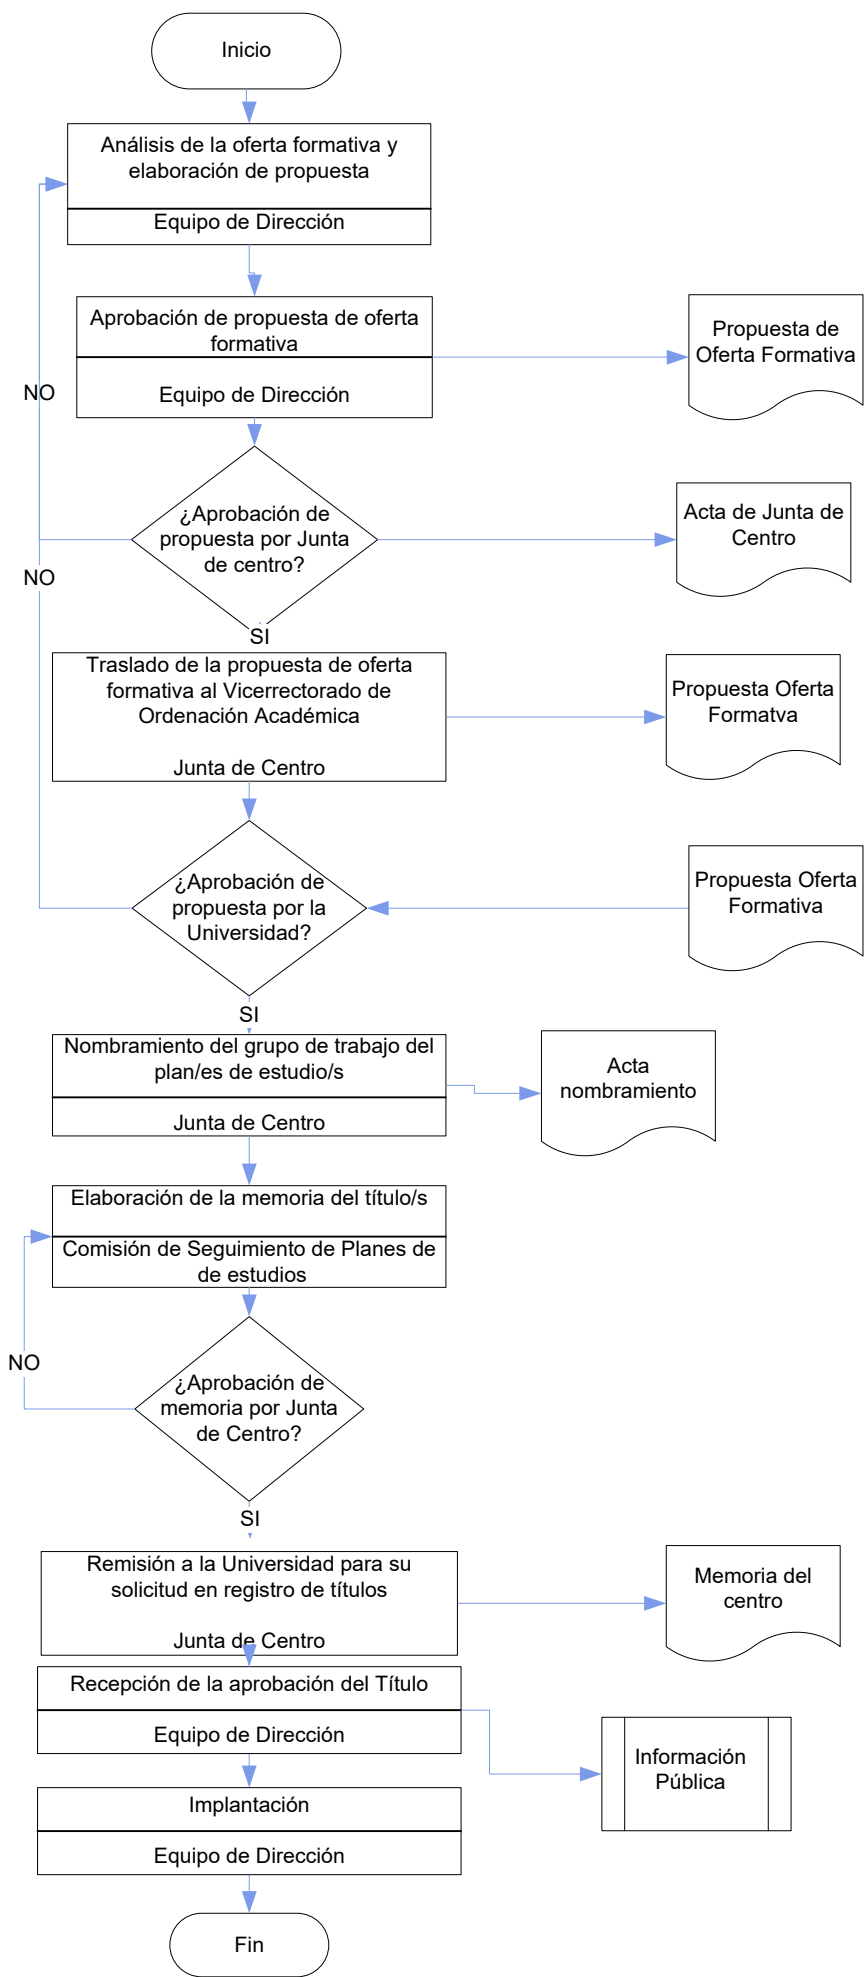 Inicio
Análisis de la oferta formativa y
elaboración de propuesta
Equipo de Dirección
Aprobación de propuesta de oferta
formativa
Equipo de Dirección
Propuesta de
Oferta Formativa
NO
¿Aprobación de
propuesta por Junta
de centro?
Acta de Junta de
Centro
NO
SI
Traslado de la propuesta de oferta
formativa al Vicerrectorado de
Ordenación Académica
Junta de Centro
Propuesta Oferta
Formatva
¿Aprobación de
propuesta por la
Universidad?
Propuesta Oferta
Formativa
SI
Nombramiento del grupo de trabajo del
plan/es de estudio/s
Junta de Centro
Acta
nombramiento
Elaboración de la memoria del título/s
Comisión de Seguimiento de Planes de
de estudios
NO
¿Aprobación de
memoria por Junta
de Centro?
SI
Remisión a la Universidad para su
solicitud en registro de títulos
Junta de Centro
Memoria del
centro
Recepción de la aprobación del Título
Equipo de Dirección
Información
Pública
Implantación
Equipo de Dirección
Fin